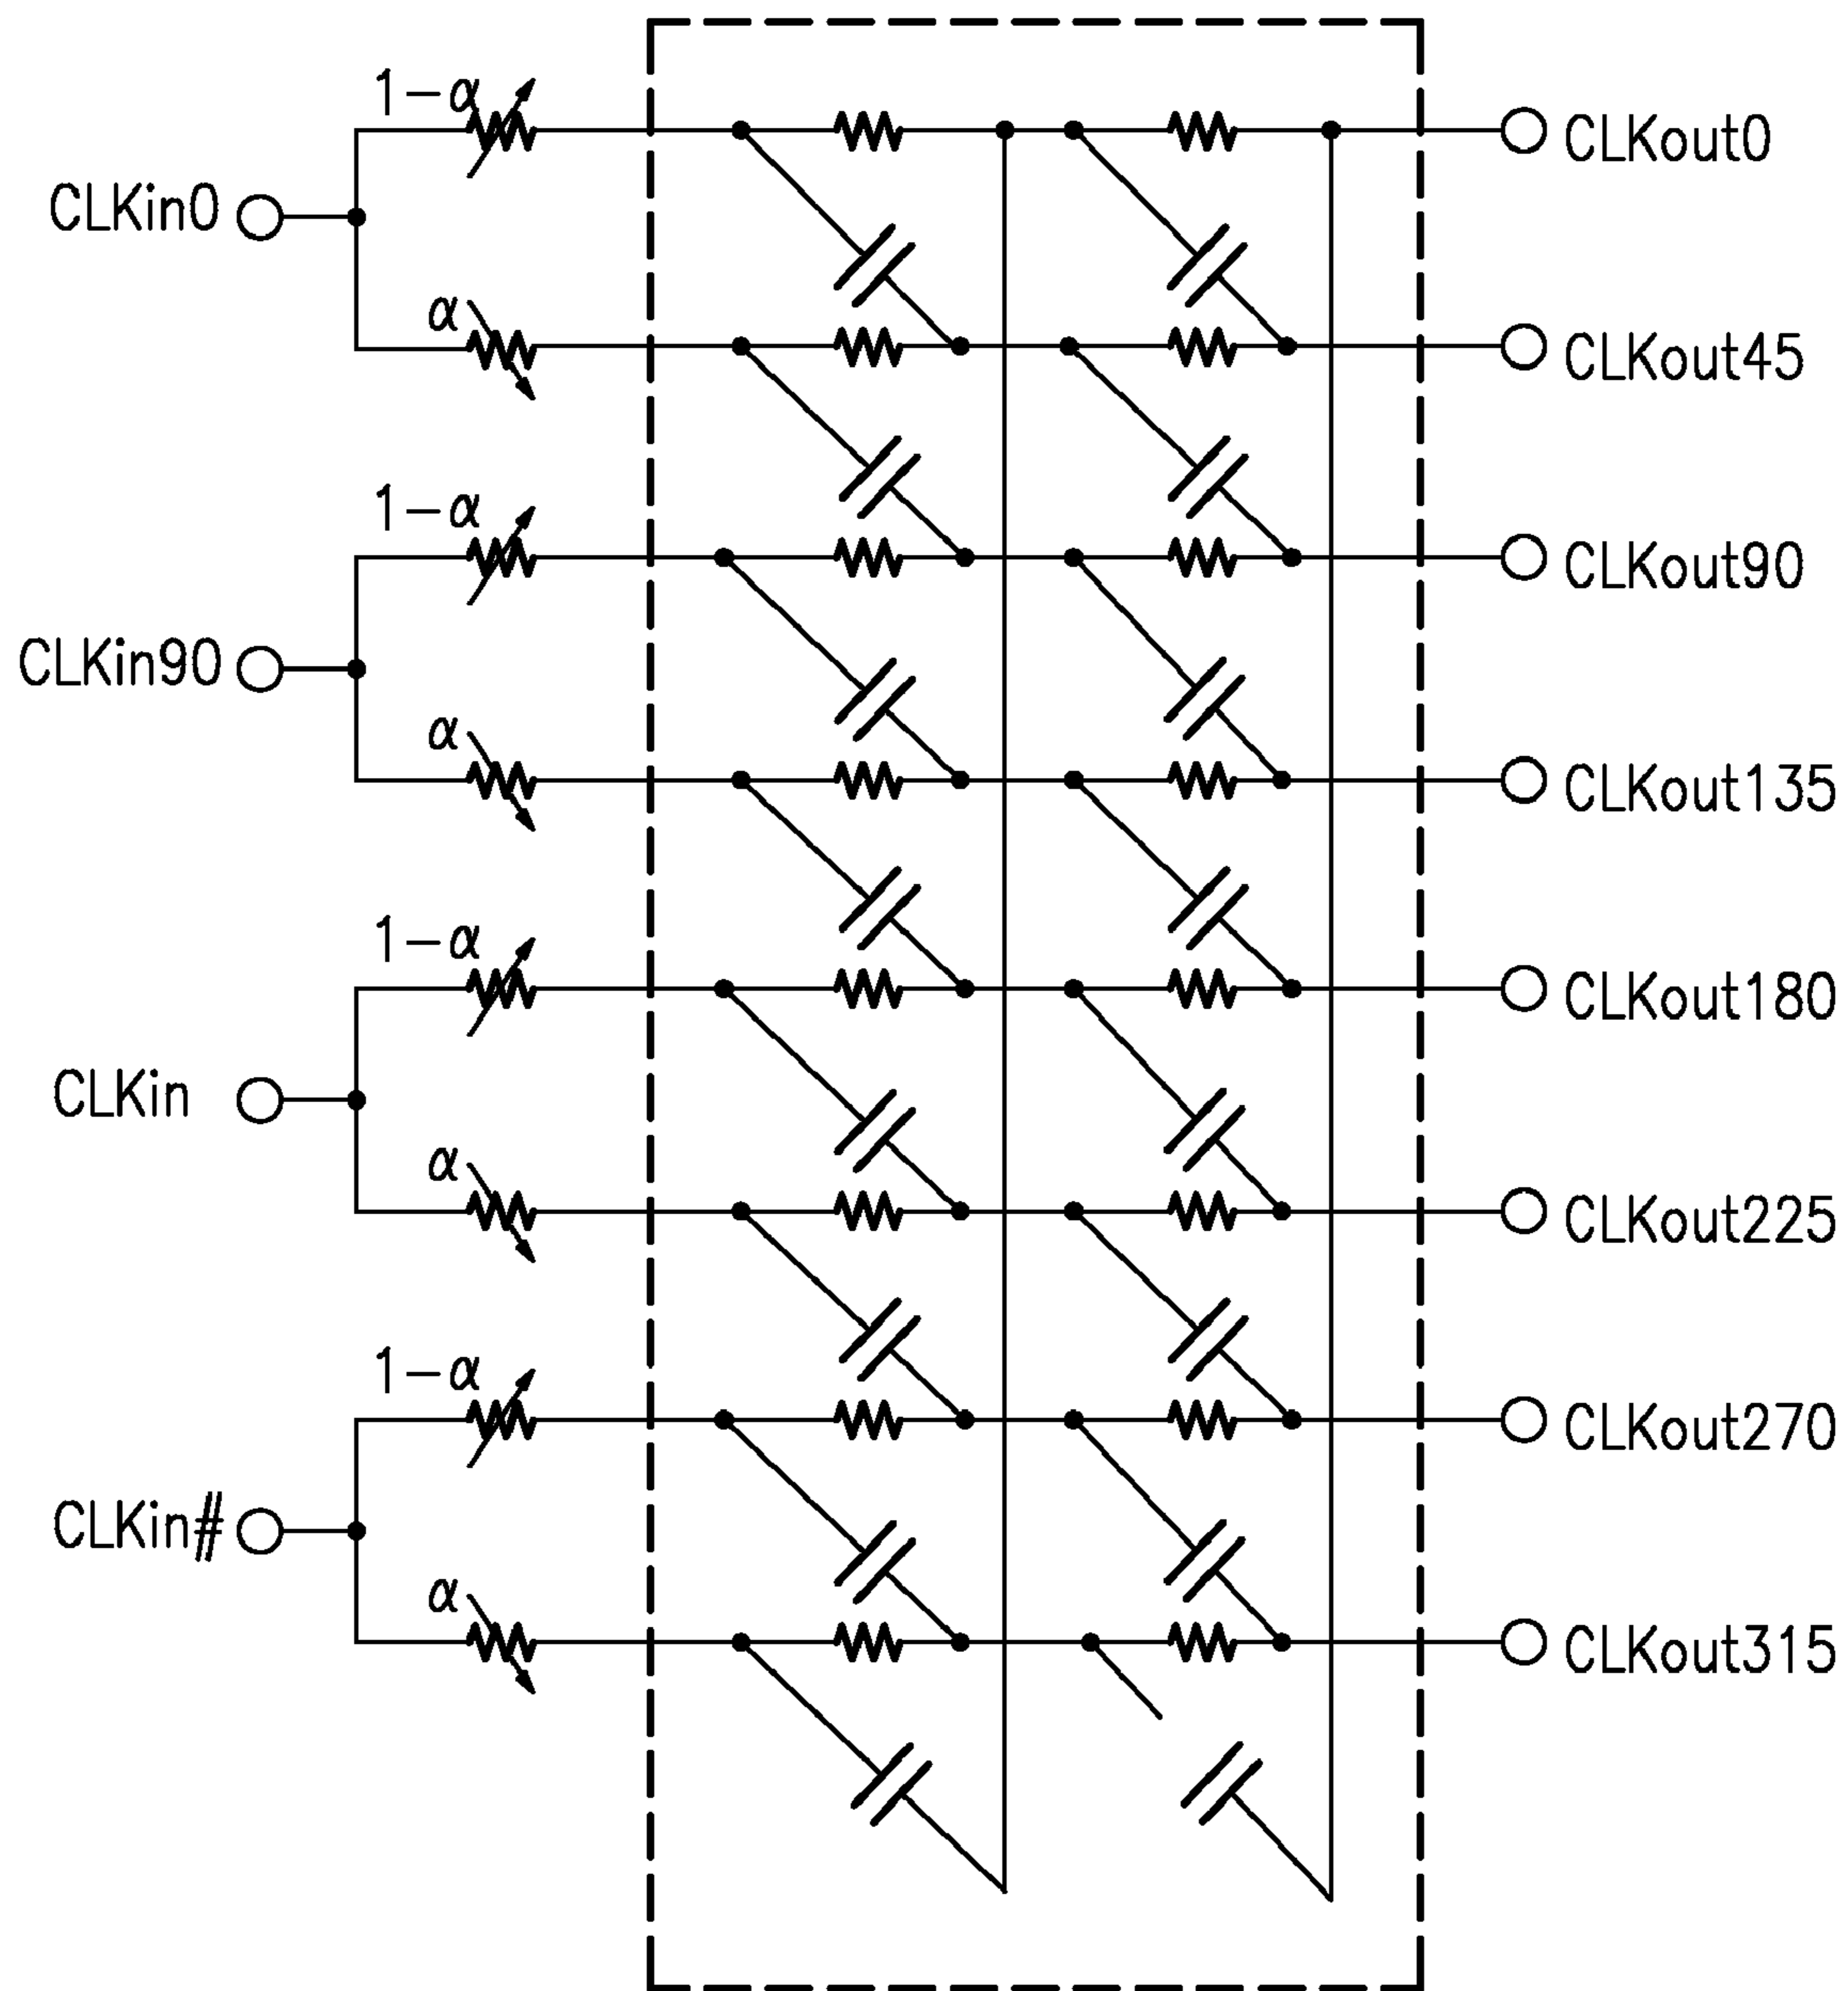 1-α
CLKout0
CLKin0
α
CLKout45
1-α
CLKout90
CLKin90
α
CLKout135
1-α
CLKout180
CLKin
α
CLKout225
1-α
CLKout270
CLKin#
α
CLKout315